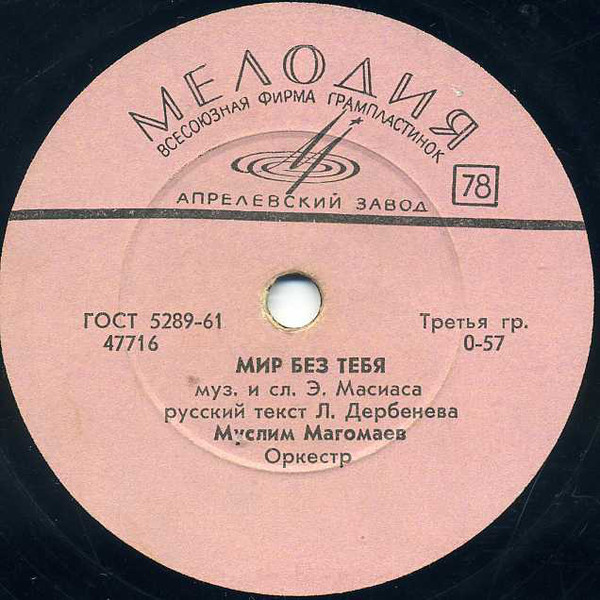 МЕЛОДИЯ
ВСЕСОЮЗНАЯ ФИРМА ГРАМПЛАСТИНОК
АПРЕЛЕВСКИЙ ЗАВОД
78
ГОСТ 5289-61
47716
Третья гр.
0-57
МИР БЕЗ ТЕБЯ
муз. и сл. Э. Масиаса
русский текст Л. Дербенева
Муслим Магомаев
Оркестр